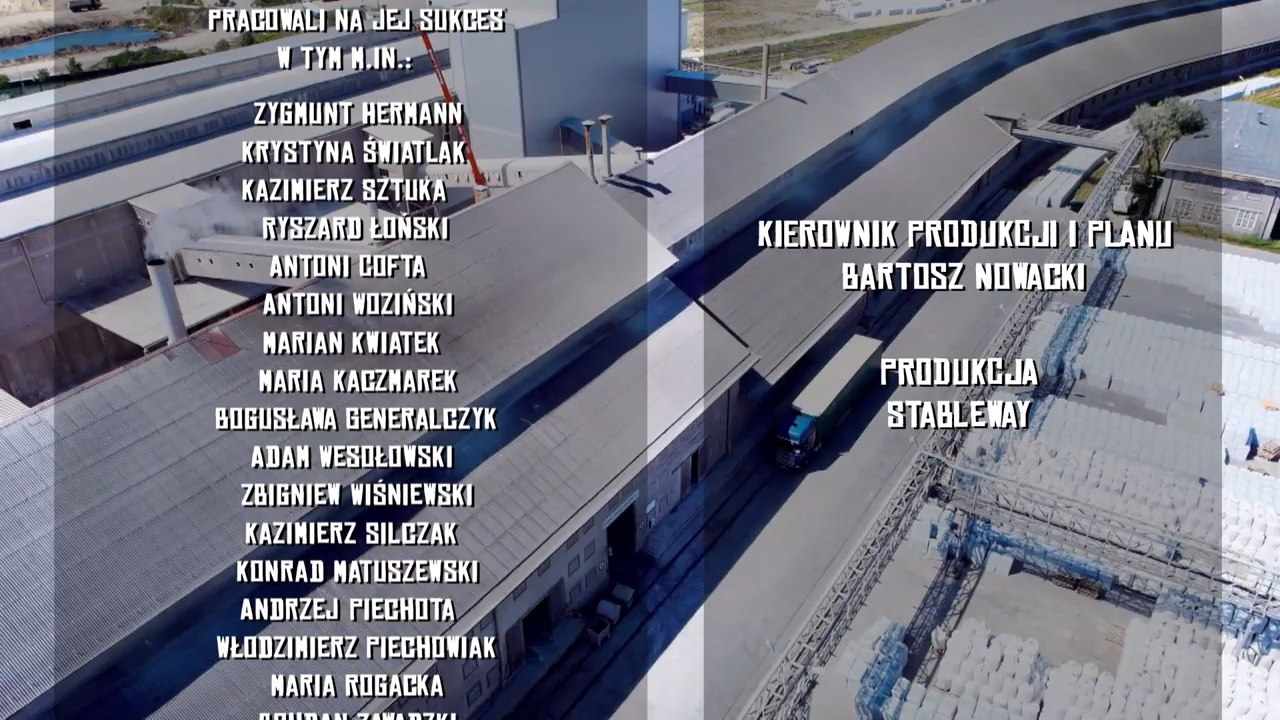 PRACOWALI NA JEJ SUKCES
W TYM M.IN.:
ZYGMUNT HERMANN
KRYSTYNA ŚWIATLAK
KAZIMIERZ SZTUKA
RYSZARD ŁOŃSKI
ANTONI COFTA
ANTONI WOZIŃSKI
MARIAN KWIATEK
MARIA KACZMAREK
BOGUSŁAWA GENERALCZYK
ADAM WESOŁOWSKI
ZBIGNIEW WIŚNIEWSKI
KAZIMIERZ SILCZAK
KONRAD MATUSZEWSKI
ANDRZEJ PIECHOTA
WŁODZIMIERZ PIECHOWIAK
MARIA ROGACKA
BOHDAN ZAWADZKI
KIEROWNIK PRODUKCJI I PLANU
BARTOSZ NOWACKI
PRODUKCJA
STABLEWAY